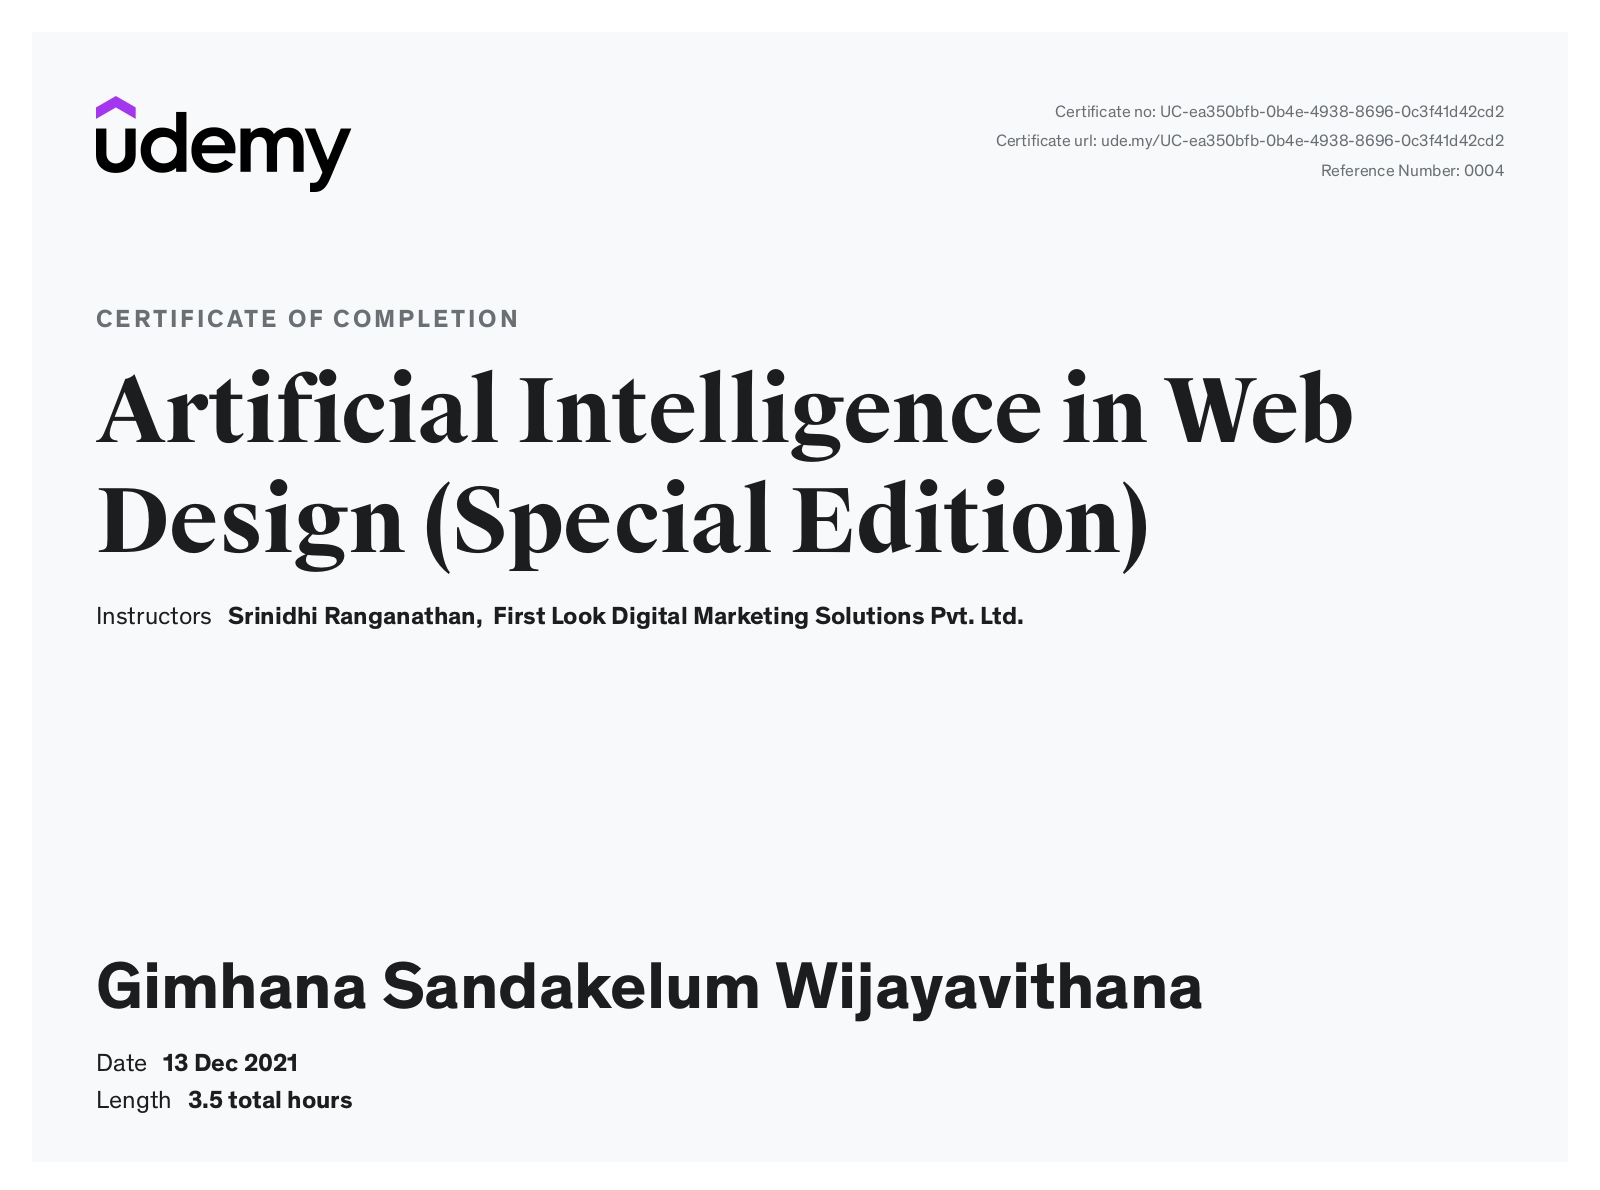 udemy
Certificate no: UC-ea350bfb-0b4e-4938-8696-0c3f41d42cd2
Certificate url: ude.my/UC-ea350bfb-0b4e-4938-8696-0c3f41d42cd2
Reference Number: 0004
CERTIFICATE OF COMPLETION
Artificial Intelligence in Web
Design (Special Edition)
Instructors Srinidhi Ranganathan, First Look Digital Marketing Solutions Pvt. Ltd.
Gimhana Sandakelum Wijayavithana
Date 13 Dec 2021
Length 3.5 total hours